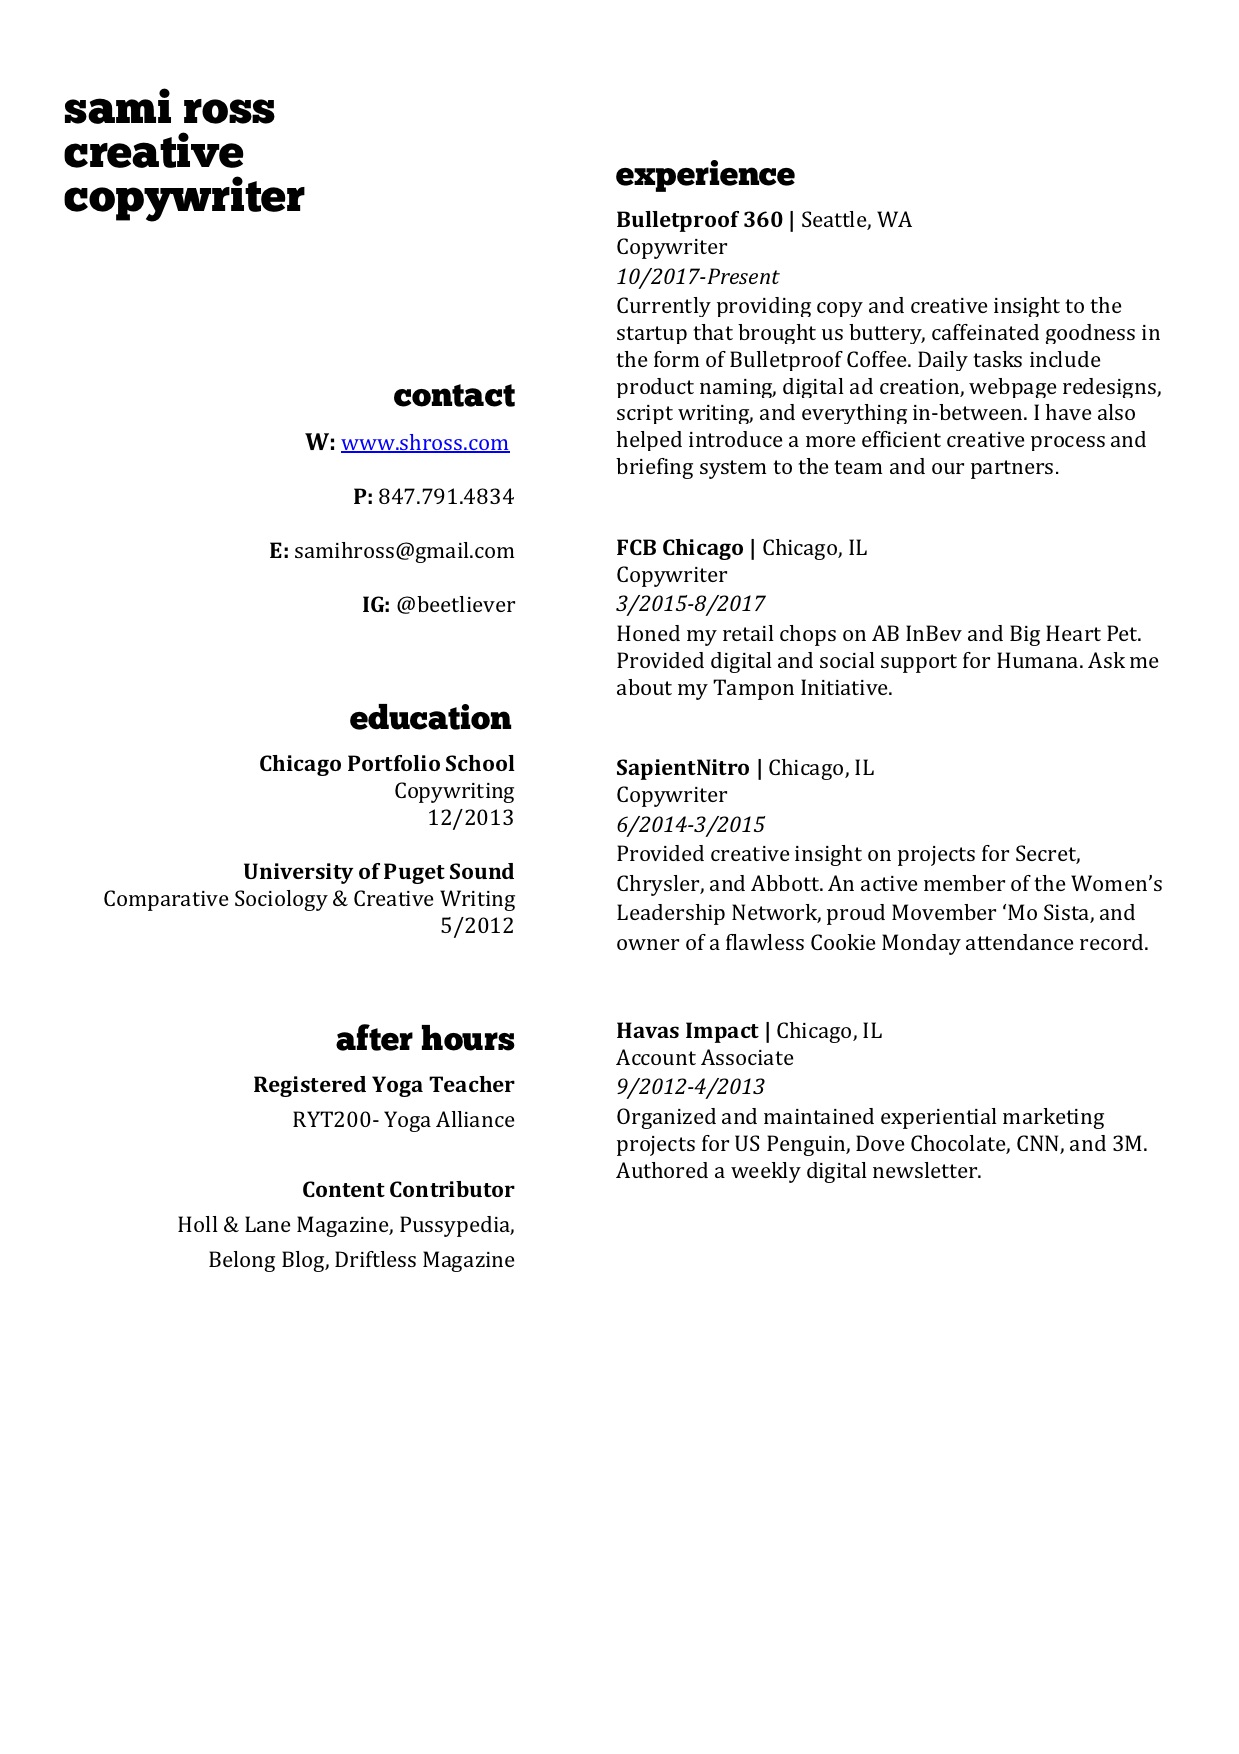 sami ross
creative
copywriter
contact
W: www.shross.com
P: 847.791.4834
E: samihross@gmail.com
IG: @beetliever
education
Chicago Portfolio School
Copywriting
12/2013
University of Puget Sound
Comparative Sociology & Creative Writing
5/2012
after hours
Registered Yoga Teacher
RYT200- Yoga Alliance
Content Contributor
Holl & Lane Magazine, Pussypedia,
Belong Blog, Driftless Magazine
experience
Bulletproof 360 | Seattle, WA
Copywriter
10/2017-Present
Currently providing copy and creative insight to the
startup that brought us buttery, caffeinated goodness in
the form of Bulletproof Coffee. Daily tasks include
product naming, digital ad creation, webpage redesigns,
script writing, and everything in-between. I have also
helped introduce a more efficient creative process and
briefing system to the team and our partners.
FCB Chicago | Chicago, IL
Copywriter
3/2015-8/2017
Honed my retail chops on AB InBev and Big Heart Pet.
Provided digital and social support for Humana. Ask me
about my Tampon Initiative.
SapientNitro | Chicago, IL
Copywriter
6/2014-3/2015
Provided creative insight on projects for Secret,
Chrysler, and Abbott. An active member of the Women’s
Leadership Network, proud Movember ‘Mo Sista, and
owner of a flawless Cookie Monday attendance record.
Havas Impact | Chicago, IL
Account Associate
9/2012-4/2013
Organized and maintained experiential marketing
projects for US Penguin, Dove Chocolate, CNN, and 3M.
Authored a weekly digital newsletter.